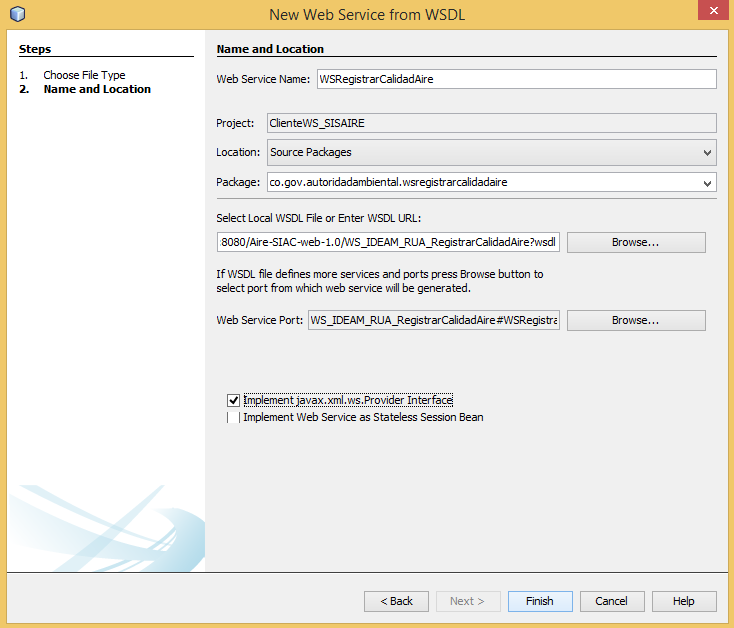 New Web Service from WSDL
Steps
1. Choose File Type
2. Name and Location
Name and Location
Web Service Name: WSRegistrarCalidadAire
Project: ClienteWS_SISAIRE
Location: Source Packages
Package: co.gov.autoridadambiental.wsregistrarcalidadaire
Select Local WSDL File or Enter WSDL URL:
:8080/Aire-SIAC-web-1.0/WS_IDEAM_RUA_RegistrarCalidadAire?wsdl Browse...
If WSDL file defines more services and ports press Browse button to
select port from which web service will be generated.
Web Service Port: WS_IDEAM_RUA_RegistrarCalidadAire#WSRegistra Browse...
Implement javax.xml.ws.Provider Interface
Implement Web Service as Stateless Session Bean
< Back Next > Finish Cancel Help